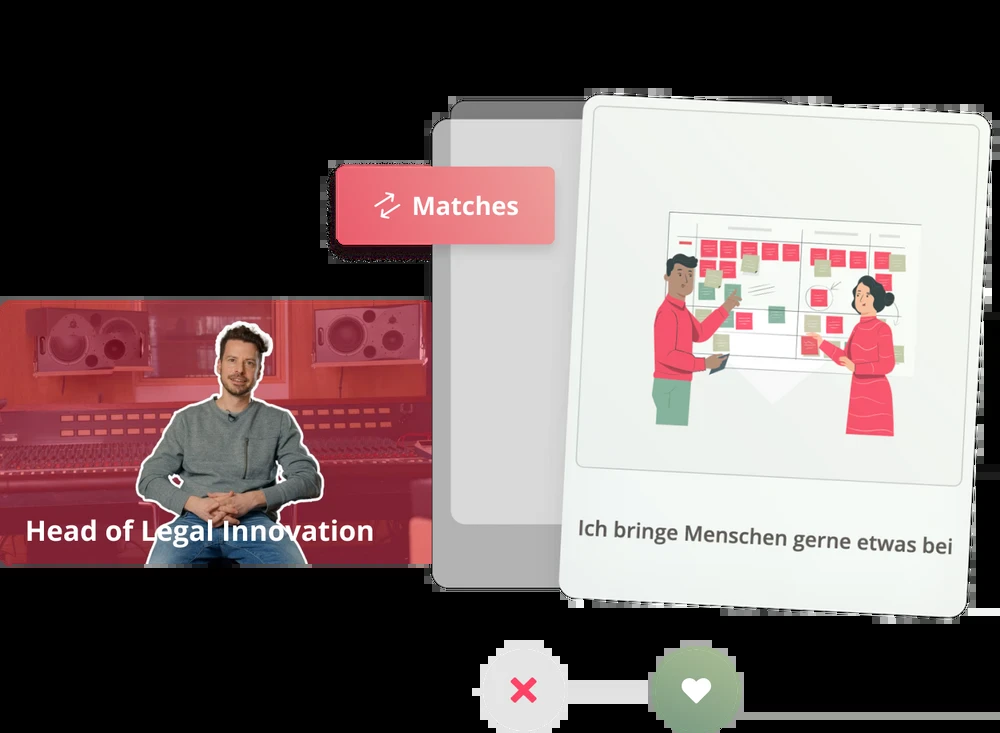 Matches
Head of Legal Innovation
Ich bringe Menschen gerne etwas bei